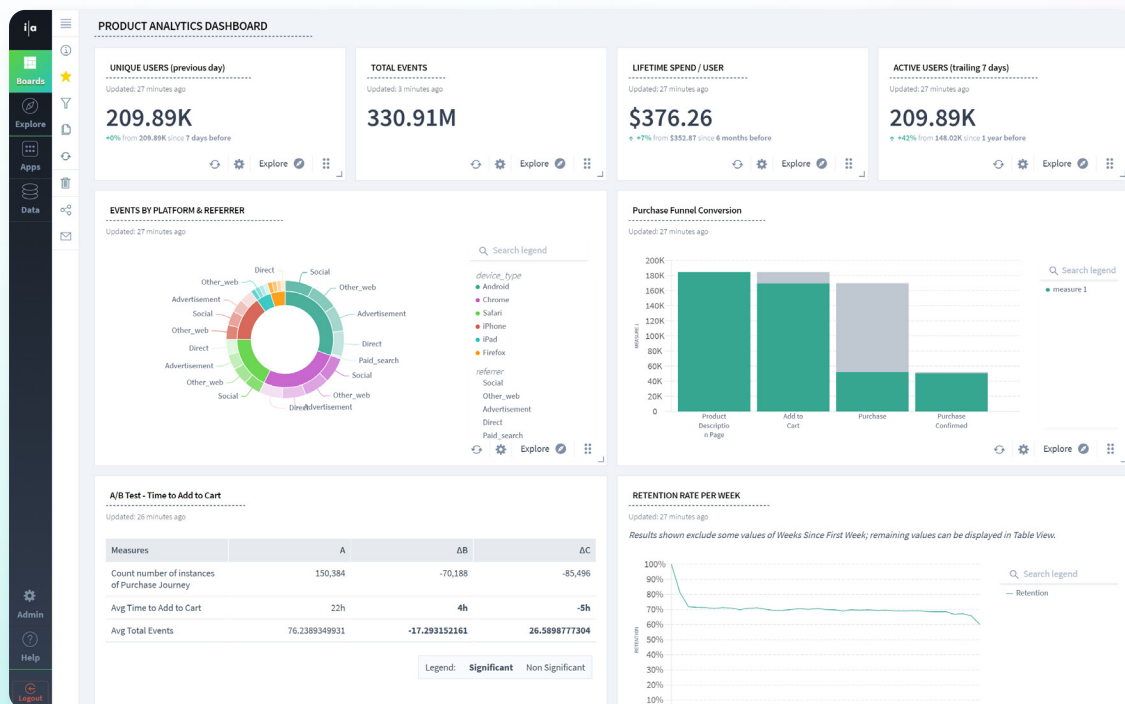 i|a
Boards
Explore
Apps
Data
Admin
Help
Logout
PRODUCT ANALYTICS DASHBOARD
UNIQUE USERS (previous day)
Updated: 27 minutes ago
209.89K
+0% from 209.89K since 7 days before
Explore
TOTAL EVENTS
Updated: 3 minutes ago
330.91M
Explore
LIFETIME SPEND / USER
Updated: 27 minutes ago
$376.26
+7% from $352.87 since 6 months before
Explore
ACTIVE USERS (trailing 7 days)
Updated: 27 minutes ago
209.89K
+42% from 148.02K since 1 year before
Explore
EVENTS BY PLATFORM & REFERRER
Updated: 27 minutes ago
Direct
Social
Other_web
Other_web
Advertisement
Advertisement
Social
Other_web
Direct
Direct
Paid_search
Advertisement
Social
Other_web
Other_web
Social
Direct
Advertisement
Search legend
device_type
Android
Chrome
Safari
iPhone
iPad
Firefox
referrer
Social
Other_web
Advertisement
Direct
Paid_search
Explore
Purchase Funnel Conversion
Updated: 27 minutes ago
200K
180K
160K
140K
120K
100K
80K
60K
40K
20K
0
MEASURE 1
Product
Descriptio
n Page
Add to
Cart
Purchase
Purchase
Confirmed
Search legend
measure 1
Explore
A/B Test - Time to Add to Cart
Updated: 26 minutes ago
Measures A ΔB ΔC
Count number of instances
of Purchase Journey 150,384 -70,188 -85,496
Avg Time to Add to Cart 22h 4h -5h
Avg Total Events 76.2389349931 -17.293152161 26.5898777304
Legend: Significant Non Significant
RETENTION RATE PER WEEK
Updated: 27 minutes ago
Results shown exclude some values of Weeks Since First Week; remaining values can be displayed in Table View.
100%
90%
80%
70%
60%
50%
40%
30%
20%
10%
RETENTION
Search legend
Retention